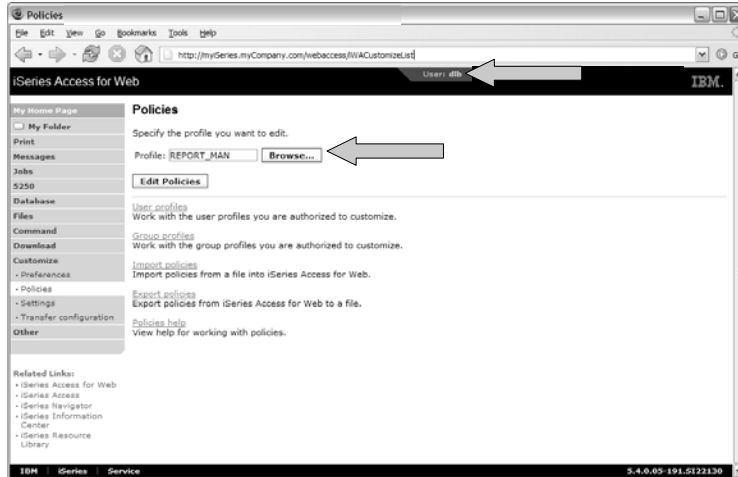 Policies
File Edit View Go Bookmarks Tools Help
http://mySeries.myCompany.com/webaccess/iWACustomizeList
iSeries Access for Web
User: dlb
IBM.
My Home Page
My Folder
Print
Messages
Jobs
5250
Database
Files
Command
Download
Customize
• Preferences
• Policies
• Settings
• Transfer configuration
Other
Related Links:
• iSeries Access for Web
• iSeries Access
• iSeries Navigator
• iSeries Information
Center
• iSeries Resource
Library
Policies
Specify the profile you want to edit.
Profile: REPORT_MAN Browse...
Edit Policies
User profiles
Work with the user profiles you are authorized to customize.
Group profiles
Work with the group profiles you are authorized to customize.
Import policies
Import policies from a file into iSeries Access for Web.
Export policies
Export policies from iSeries Access for Web to a file.
Policies help
View help for working with policies.
IBM | iSeries | Service
5.4.0.05-191.SI22130